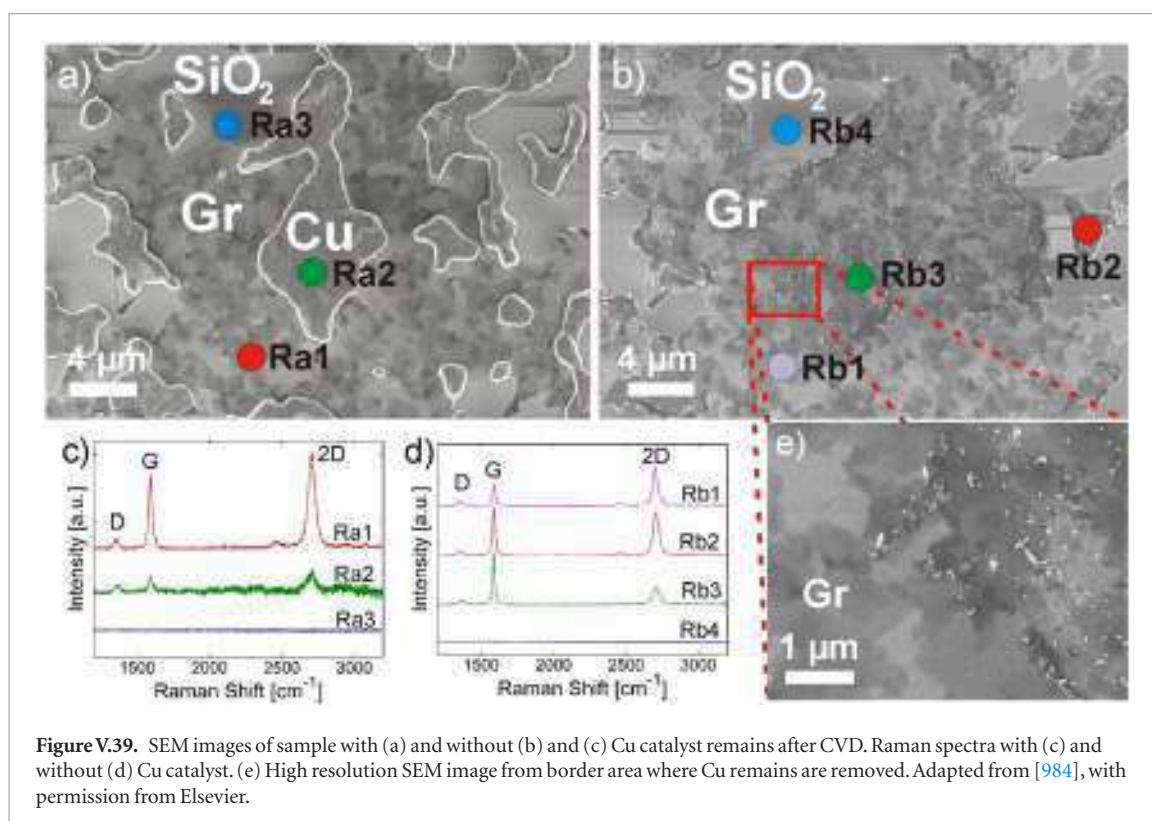 a)
SiO2
Ra3
Gr
Cu
Ra2
Ra1
4 µm
b)
SiO2
Rb4
Gr
Rb2
Rb3
Rb1
4 µm
c)
Intensity [a.u.]
D
G
2D
Ra1
Ra2
Ra3
1500 2000 2500 3000
Raman Shift [cm⁻¹]
d)
Intensity [a.u.]
D
G
2D
Rb1
Rb2
Rb3
Rb4
1500 2000 2500 3000
Raman Shift [cm⁻¹]
e)
Gr
1 µm
Figure V.39. SEM images of sample with (a) and without (b) and (c) Cu catalyst remains after CVD. Raman spectra with (c) and
without (d) Cu catalyst. (e) High resolution SEM image from border area where Cu remains are removed. Adapted from [984], with
permission from Elsevier.